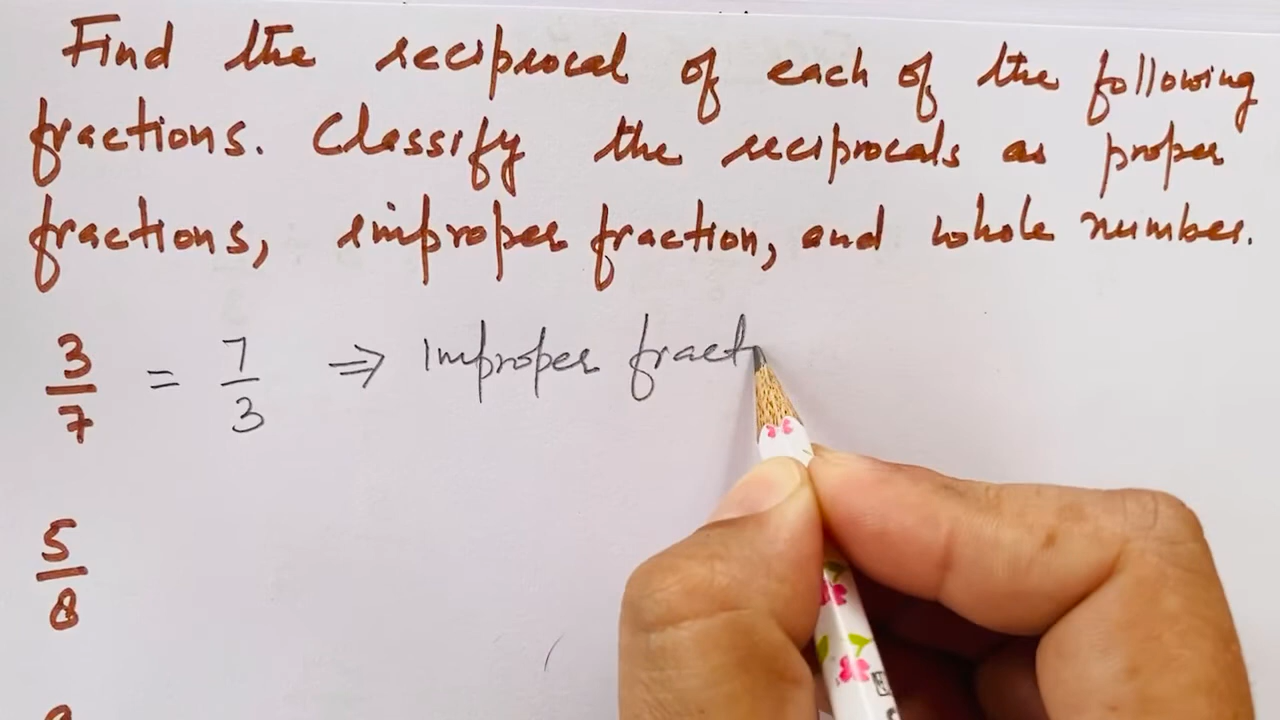 Find the reciprocal of each of the following
fractions. Classify the reciprocals as proper
fractions, improper fraction, and whole number.
3/7 = 7/3 ⇒ Improper fract
5/8